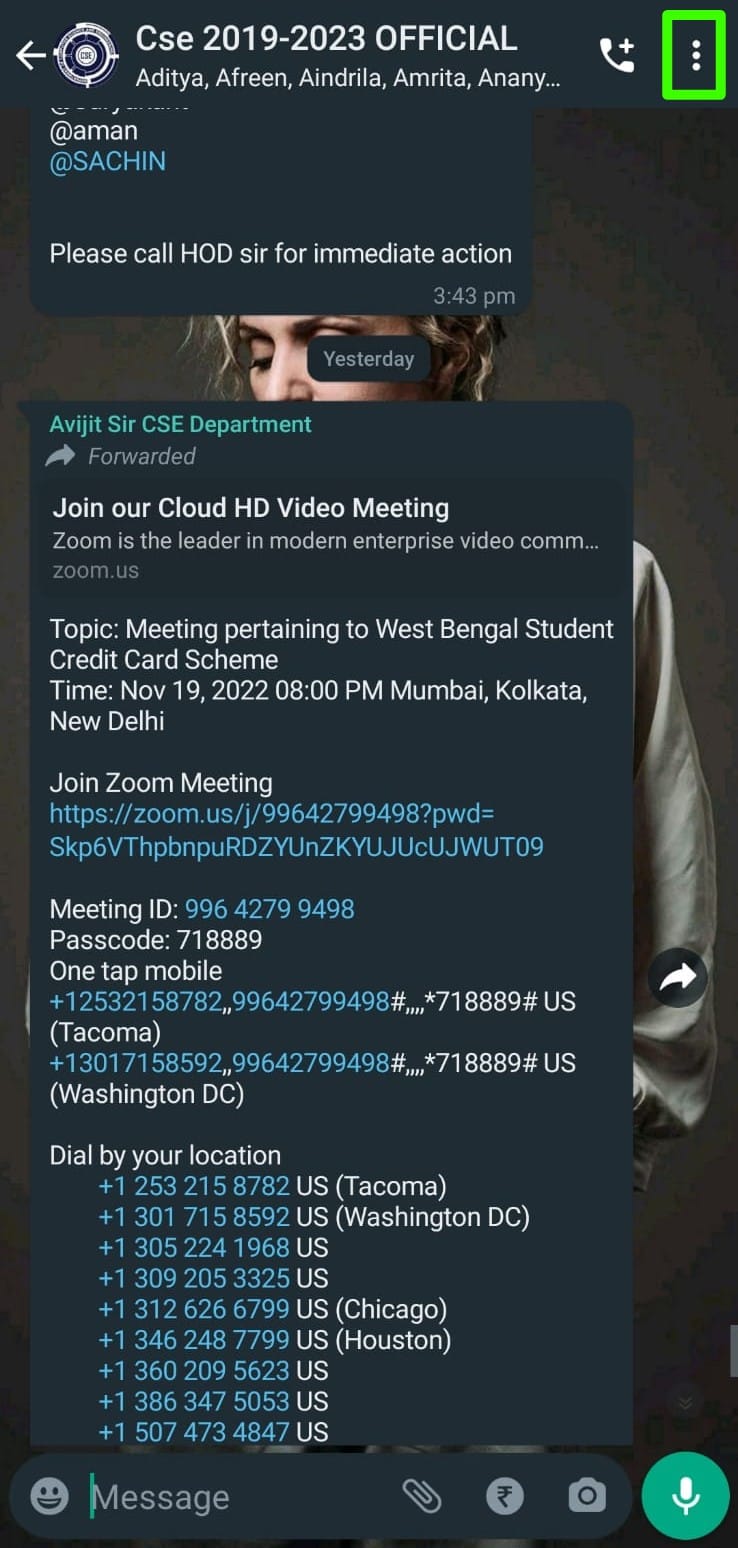 Cse 2019-2023 OFFICIAL
Aditya, Afreen, Aindrila, Amrita, Anany...
@aman
@SACHIN
Please call HOD sir for immediate action
3:43 pm
Yesterday
Avijit Sir CSE Department
Forwarded
Join our Cloud HD Video Meeting
Zoom is the leader in modern enterprise video comm...
zoom.us
Topic: Meeting pertaining to West Bengal Student
Credit Card Scheme
Time: Nov 19, 2022 08:00 PM Mumbai, Kolkata,
New Delhi
Join Zoom Meeting
https://zoom.us/j/99642799498?pwd=
Skp6VThpbnpuRDZYUnZKYUJUcUJWUT09
Meeting ID: 996 4279 9498
Passcode: 718889
One tap mobile
+12532158782,,99642799498#,,,,*718889# US
(Tacoma)
+13017158592,,99642799498#,,,,*718889# US
(Washington DC)
Dial by your location
+1 253 215 8782 US (Tacoma)
+1 301 715 8592 US (Washington DC)
+1 305 224 1968 US
+1 309 205 3325 US
+1 312 626 6799 US (Chicago)
+1 346 248 7799 US (Houston)
+1 360 209 5623 US
+1 386 347 5053 US
+1 507 473 4847 US
Message